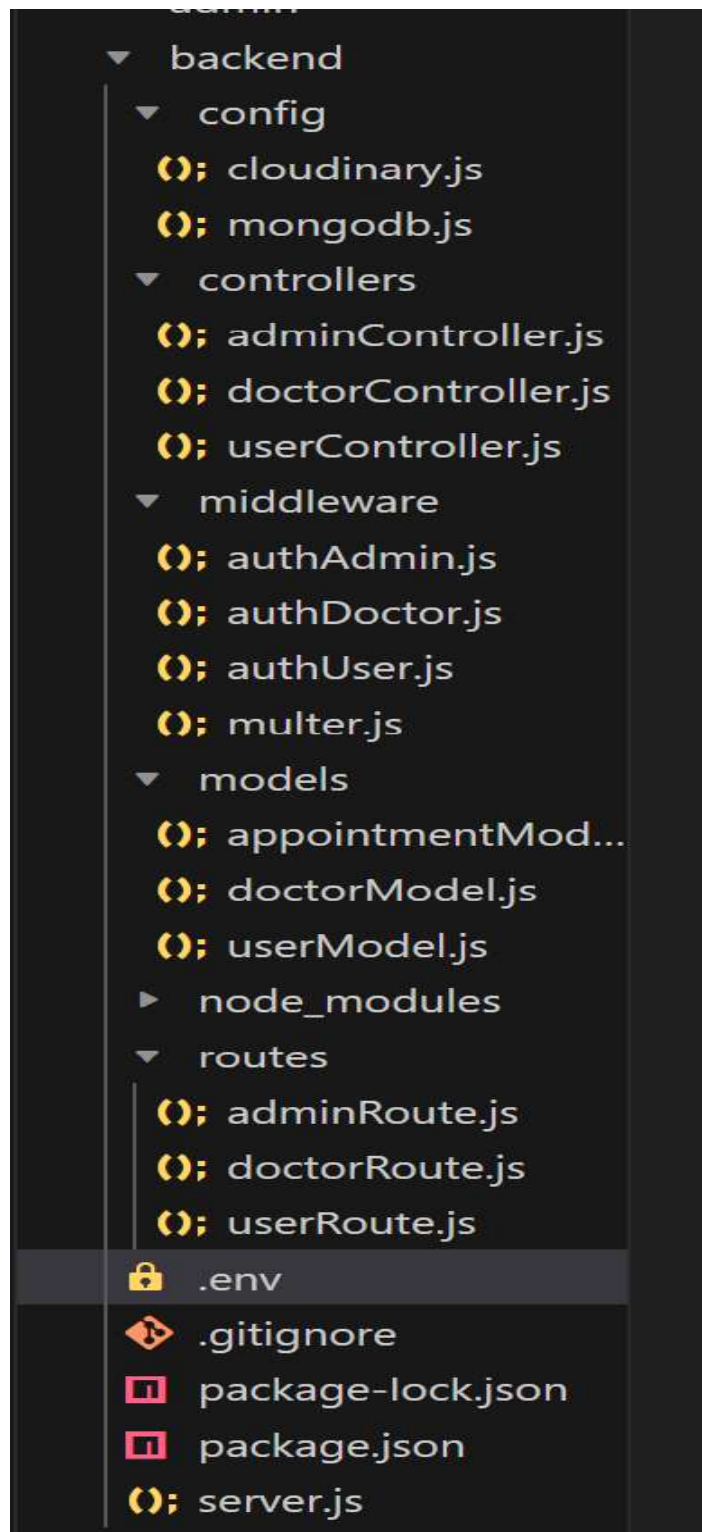 admin
backend
config
cloudinary.js
mongodb.js
controllers
adminController.js
doctorController.js
userController.js
middleware
authAdmin.js
authDoctor.js
authUser.js
multer.js
models
appointmentMod...
doctorModel.js
userModel.js
node_modules
routes
adminRoute.js
doctorRoute.js
userRoute.js
.env
.gitignore
package-lock.json
package.json
server.js